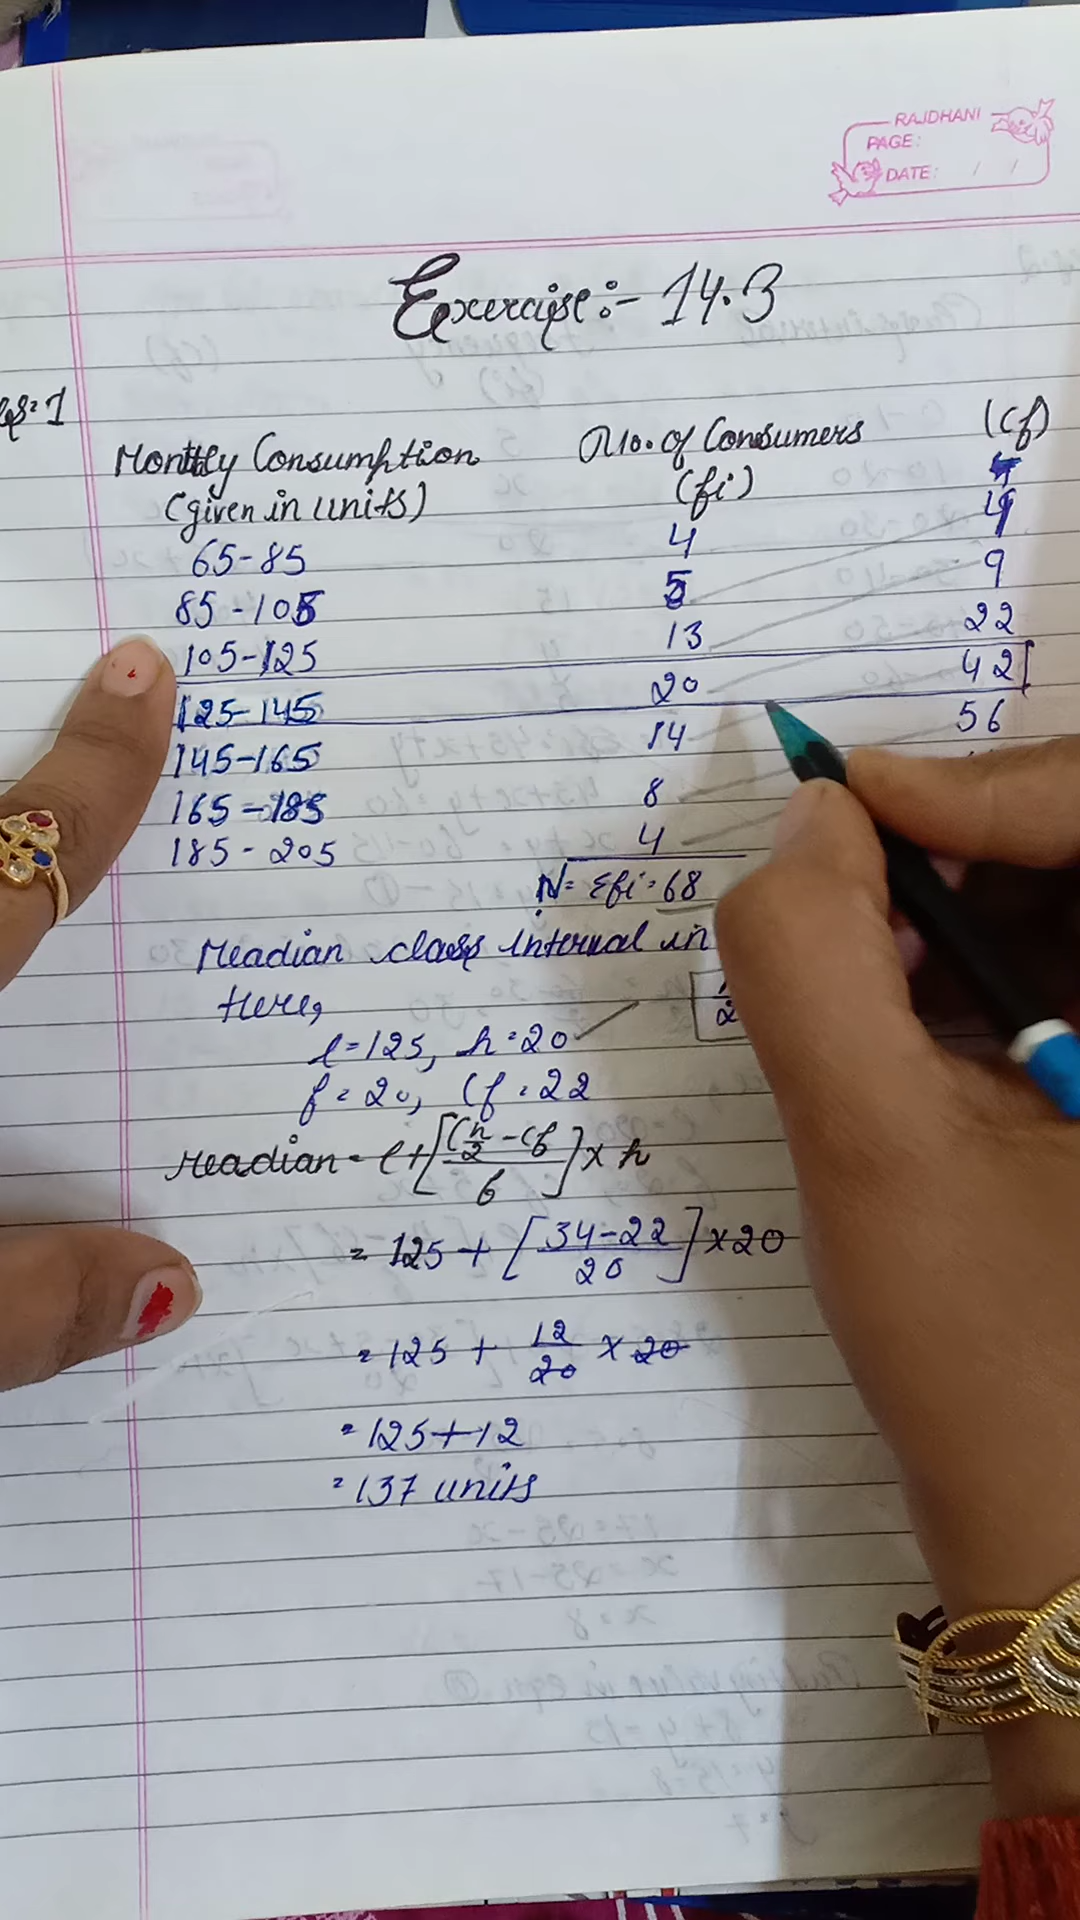 RAJDHANI
PAGE:
DATE: / /
Exercise:- 14.3
Qs=1
Monthly Consumption No. of Consumers (Cf)
(given in units) (fi)
65-85 4 4
85-105 5 9
105-125 13 22
125-145 20 42
145-165 14 56
165-185 8
185-205 4
N= Σfi=68
Meadian class interval in
Here,
l=125, h=20
f=20, Cf=22
Meadian= l+[(n/2-Cf/f]×h
= 125+[34-22/20]×20
=125+12/20×20
=125+12
=137 units